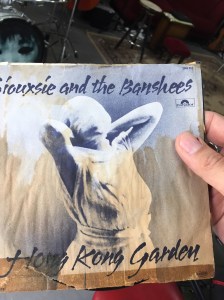 Siouxsie and the Banshees
Hong Kong Garden